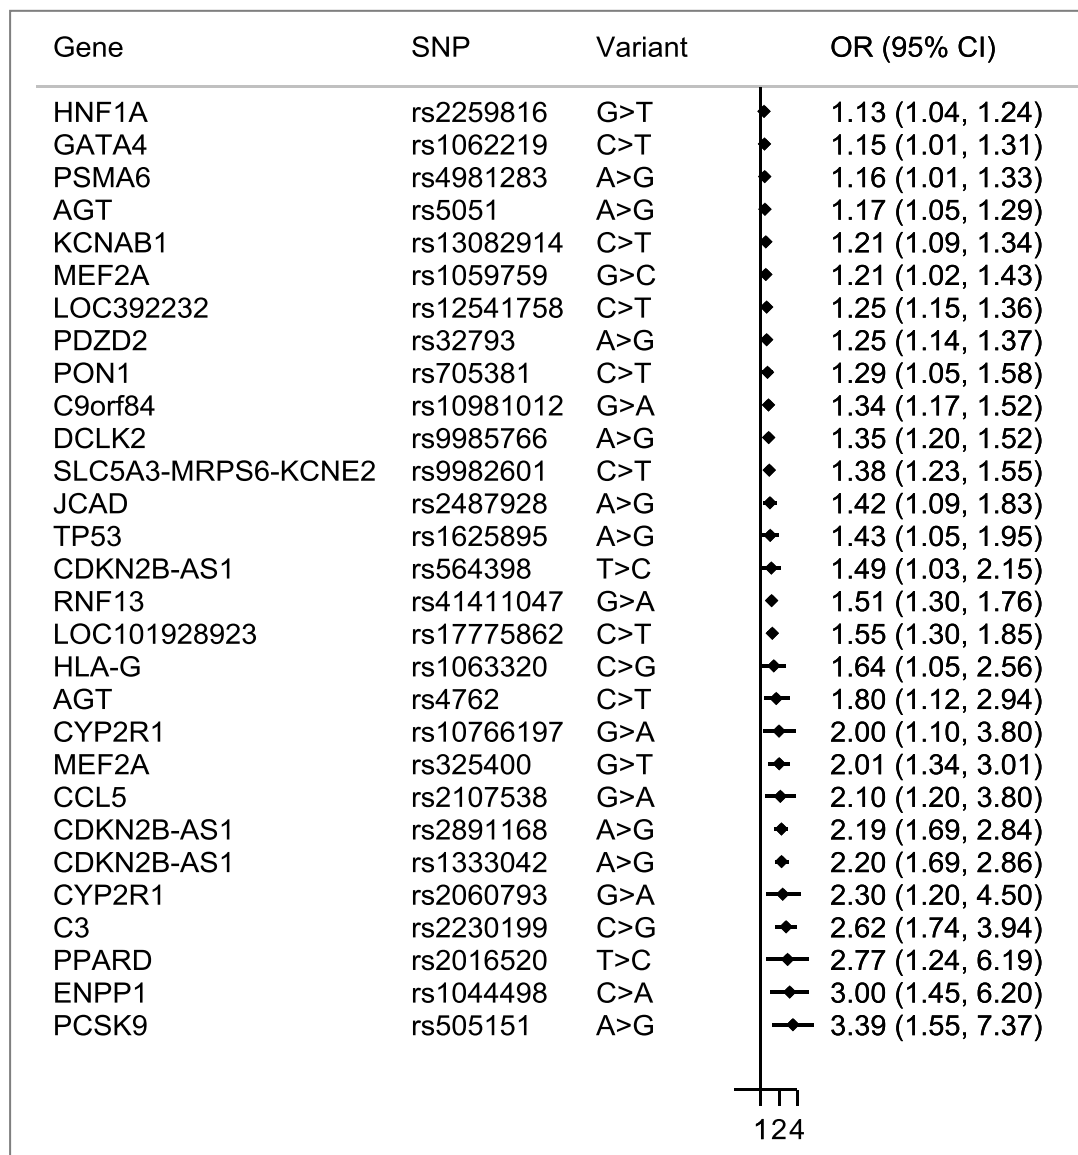 Gene SNP Variant OR (95% CI)
HNF1A rs2259816 G>T 1.13 (1.04, 1.24)
GATA4 rs1062219 C>T 1.15 (1.01, 1.31)
PSMA6 rs4981283 A>G 1.16 (1.01, 1.33)
AGT rs5051 A>G 1.17 (1.05, 1.29)
KCNAB1 rs13082914 C>T 1.21 (1.09, 1.34)
MEF2A rs1059759 G>C 1.21 (1.02, 1.43)
LOC392232 rs12541758 C>T 1.25 (1.15, 1.36)
PDZD2 rs32793 A>G 1.25 (1.14, 1.37)
PON1 rs705381 C>T 1.29 (1.05, 1.58)
C9orf84 rs10981012 G>A 1.34 (1.17, 1.52)
DCLK2 rs9985766 A>G 1.35 (1.20, 1.52)
SLC5A3-MRPS6-KCNE2 rs9982601 C>T 1.38 (1.23, 1.55)
JCAD rs2487928 A>G 1.42 (1.09, 1.83)
TP53 rs1625895 A>G 1.43 (1.05, 1.95)
CDKN2B-AS1 rs564398 T>C 1.49 (1.03, 2.15)
RNF13 rs41411047 G>A 1.51 (1.30, 1.76)
LOC101928923 rs17775862 C>T 1.55 (1.30, 1.85)
HLA-G rs1063320 C>G 1.64 (1.05, 2.56)
AGT rs4762 C>T 1.80 (1.12, 2.94)
CYP2R1 rs10766197 G>A 2.00 (1.10, 3.80)
MEF2A rs325400 G>T 2.01 (1.34, 3.01)
CCL5 rs2107538 G>A 2.10 (1.20, 3.80)
CDKN2B-AS1 rs2891168 A>G 2.19 (1.69, 2.84)
CDKN2B-AS1 rs1333042 A>G 2.20 (1.69, 2.86)
CYP2R1 rs2060793 G>A 2.30 (1.20, 4.50)
C3 rs2230199 C>G 2.62 (1.74, 3.94)
PPARD rs2016520 T>C 2.77 (1.24, 6.19)
ENPP1 rs1044498 C>A 3.00 (1.45, 6.20)
PCSK9 rs505151 A>G 3.39 (1.55, 7.37)
1 2 4